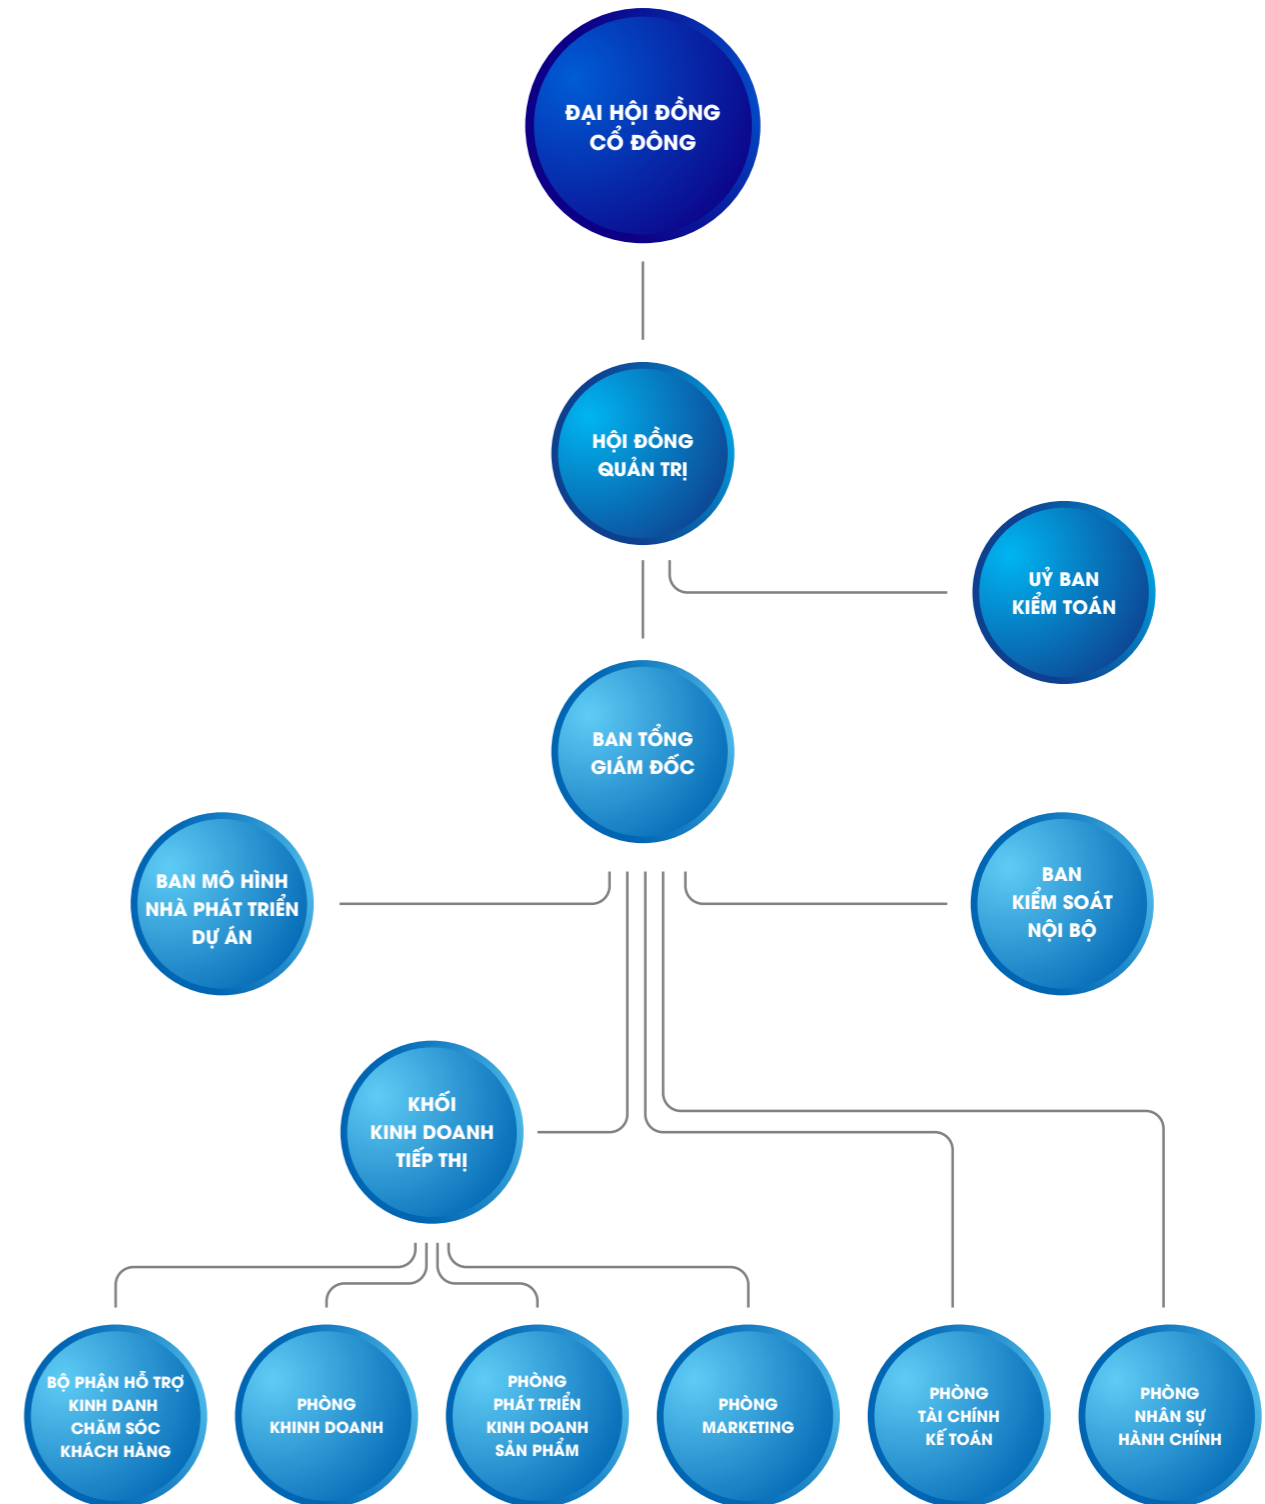 ĐẠI HỘI ĐỒNG
CỔ ĐÔNG
HỘI ĐỒNG
QUẢN TRỊ
UỶ BAN
KIỂM TOÁN
BAN TỔNG
GIÁM ĐỐC
BAN MÔ HÌNH
NHÀ PHÁT TRIỂN
DỰ ÁN
BAN
KIỂM SOÁT
NỘI BỘ
KHỐI
KINH DOANH
TIẾP THỊ
BỘ PHẬN HỖ TRỢ
KINH DANH
CHĂM SÓC
KHÁCH HÀNG
PHÒNG
KHINH DOANH
PHÒNG
PHÁT TRIỂN
KINH DOANH
SẢN PHẨM
PHÒNG
MARKETING
PHÒNG
TÀI CHÍNH
KẾ TOÁN
PHÒNG
NHÂN SỰ
HÀNH CHÍNH